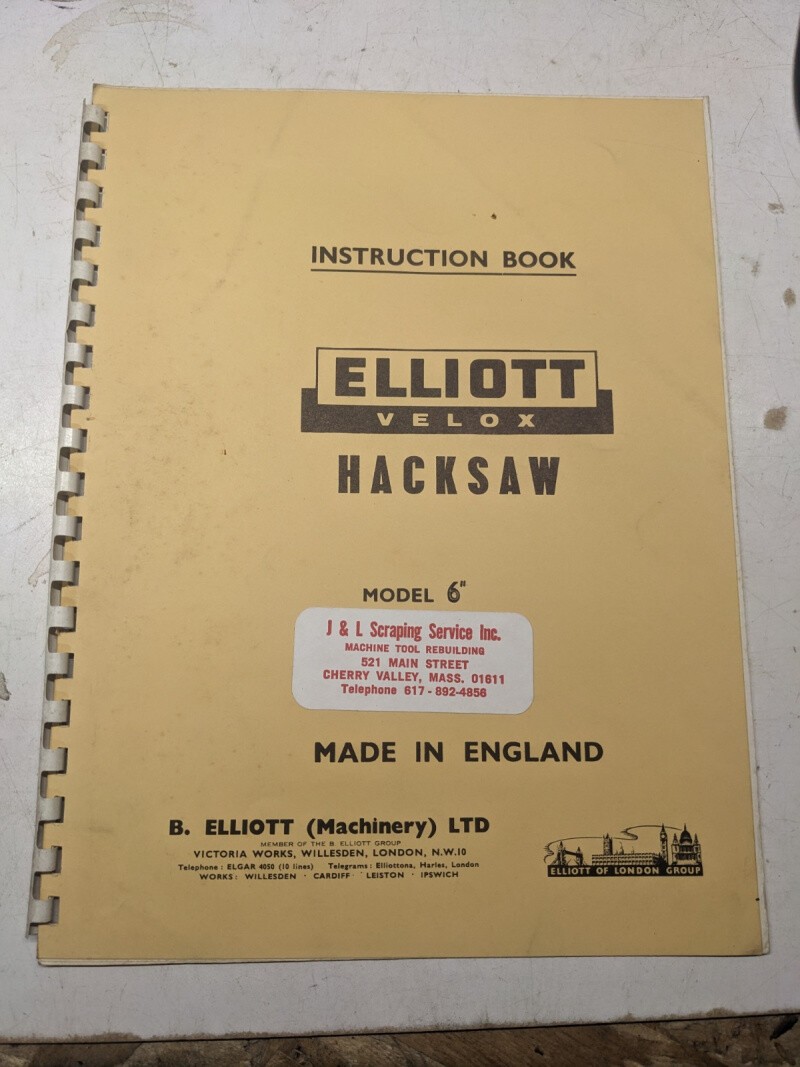 INSTRUCTION BOOK
ELLIOTT
VELOX
HACKSAW
MODEL 6"
J & L Scraping Service Inc.
MACHINE TOOL REBUILDING
521 MAIN STREET
CHERRY VALLEY, MASS. 01611
Telephone 617-892-4856
MADE IN ENGLAND
B. ELLIOTT (Machinery) LTD
MEMBER OF THE B. ELLIOTT GROUP
VICTORIA WORKS, WILLESDEN, LONDON, N.W.10
Telephone: ELGAR 4050 (10 lines) Telegrams: Elliottona, Harles, London
WORKS: WILLESDEN · CARDIFF · LEISTON · IPSWICH
ELLIOTT OF LONDON GROUP